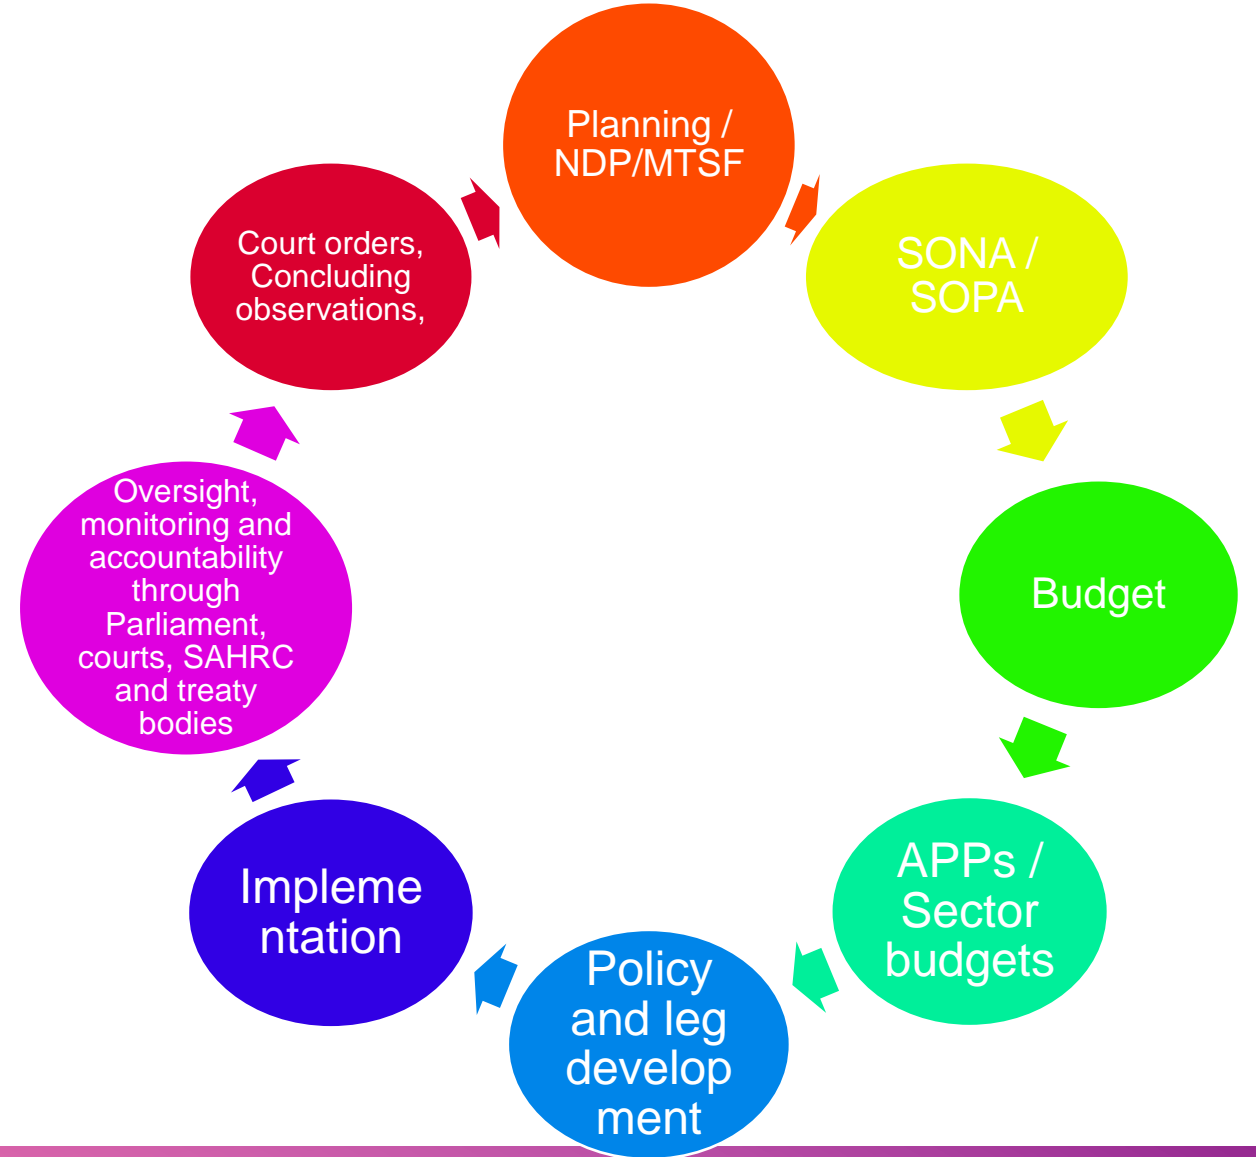 Planning /
NDP/MTSF
SONA /
SOPA
Budget
APPs /
Sector
budgets
Policy
and leg
develop
ment
Impleme
ntation
Oversight,
monitoring and
accountability
through
Parliament,
courts, SAHRC
and treaty
bodies
Court orders,
Concluding
observations,